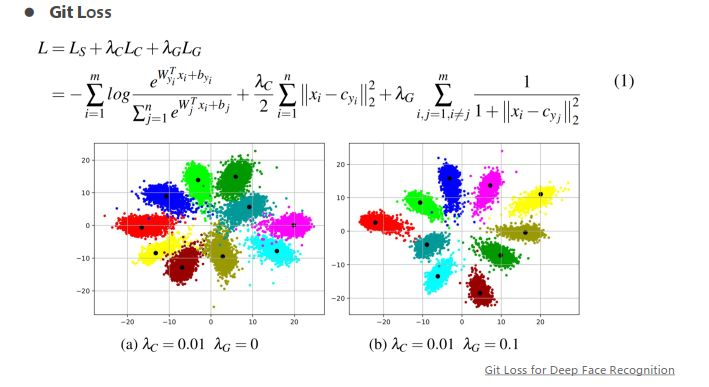 ● Git Loss
L = L_S + λ_C L_C + λ_G L_G
= − \sum_{i=1}^{m} log \frac{e^{W_{y_i}^T x_i + b_{y_i}}}{\sum_{j=1}^{n} e^{W_j^T x_i + b_j}} + \frac{λ_C}{2} \sum_{i=1}^{n} ||x_i − c_{y_i}||_2^2 + λ_G \sum_{i,j=1,i≠j}^{m} \frac{1}{1 + ||x_i − c_{y_j}||_2^2} (1)
20
10
0
−10
−20
−20 −10 0 10 20
20
10
0
−10
−20
−20 −10 0 10 20
(a) λ_C = 0.01 λ_G = 0
(b) λ_C = 0.01 λ_G = 0.1
Git Loss for Deep Face Recognition